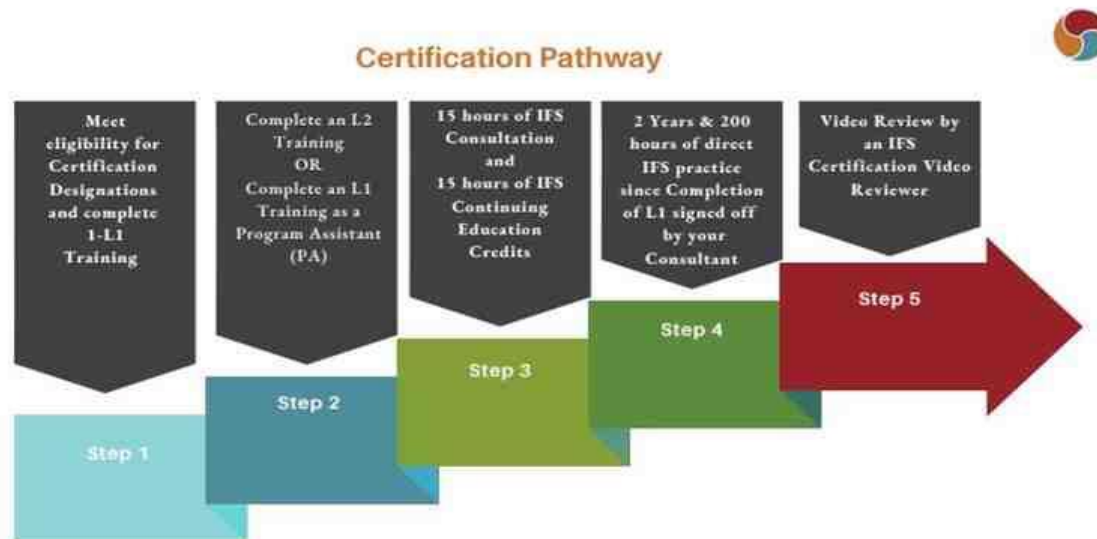 Certification Pathway
Meet
eligibility for
Certification
Designations
and complete
1-L1
Training
Complete an L2
Training
OR
Complete an L1
Training as a
Program Assistant
(PA)
15 hours of IFS
Consultation
and
15 hours of IFS
Continuing
Education
Credits
2 Years & 200
hours of direct
IFS practice
since Completion
of L1 signed off
by your
Consultant
Video Review by
an IFS
Certification Video
Reviewer
Step 1
Step 2
Step 3
Step 4
Step 5